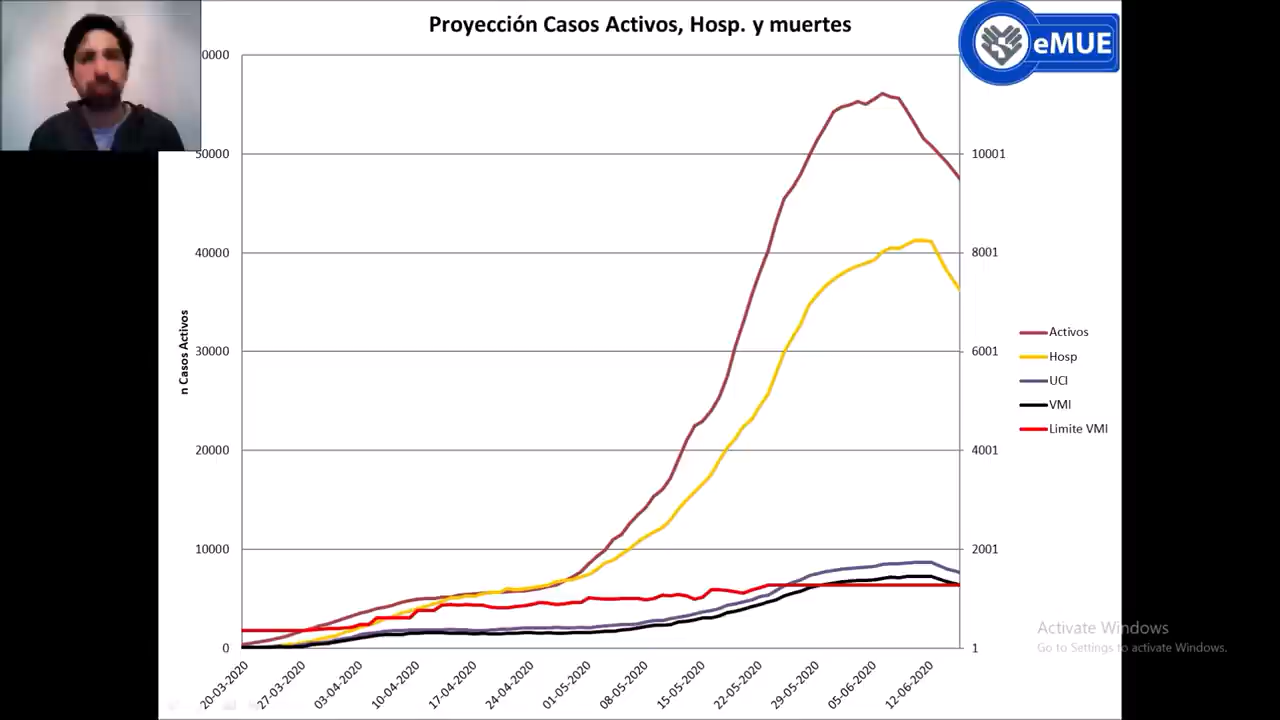 Proyección Casos Activos, Hosp. y muertes
eMUE
0000
50000
40000
30000
20000
10000
0
n Casos Activos
10001
8001
6001
4001
2001
1
Activos
Hosp
UCI
VMI
Limite VMI
20-03-2020
27-03-2020
03-04-2020
10-04-2020
17-04-2020
24-04-2020
01-05-2020
08-05-2020
15-05-2020
22-05-2020
29-05-2020
05-06-2020
12-06-2020
Activate Windows
Go to Settings to activate Windows.